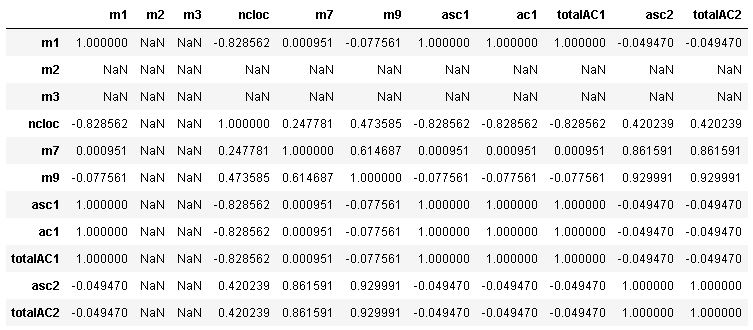 m1 m2 m3 ncloc m7 m9 asc1 ac1 totalAC1 asc2 totalAC2
m1 1.000000 NaN NaN -0.828562 0.000951 -0.077561 1.000000 1.000000 1.000000 -0.049470 -0.049470
m2 NaN NaN NaN NaN NaN NaN NaN NaN NaN NaN NaN
m3 NaN NaN NaN NaN NaN NaN NaN NaN NaN NaN NaN
ncloc -0.828562 NaN NaN 1.000000 0.247781 0.473585 -0.828562 -0.828562 -0.828562 0.420239 0.420239
m7 0.000951 NaN NaN 0.247781 1.000000 0.614687 0.000951 0.000951 0.000951 0.861591 0.861591
m9 -0.077561 NaN NaN 0.473585 0.614687 1.000000 -0.077561 -0.077561 -0.077561 0.929991 0.929991
asc1 1.000000 NaN NaN -0.828562 0.000951 -0.077561 1.000000 1.000000 1.000000 -0.049470 -0.049470
ac1 1.000000 NaN NaN -0.828562 0.000951 -0.077561 1.000000 1.000000 1.000000 -0.049470 -0.049470
totalAC1 1.000000 NaN NaN -0.828562 0.000951 -0.077561 1.000000 1.000000 1.000000 -0.049470 -0.049470
asc2 -0.049470 NaN NaN 0.420239 0.861591 0.929991 -0.049470 -0.049470 -0.049470 1.000000 1.000000
totalAC2 -0.049470 NaN NaN 0.420239 0.861591 0.929991 -0.049470 -0.049470 -0.049470 1.000000 1.000000